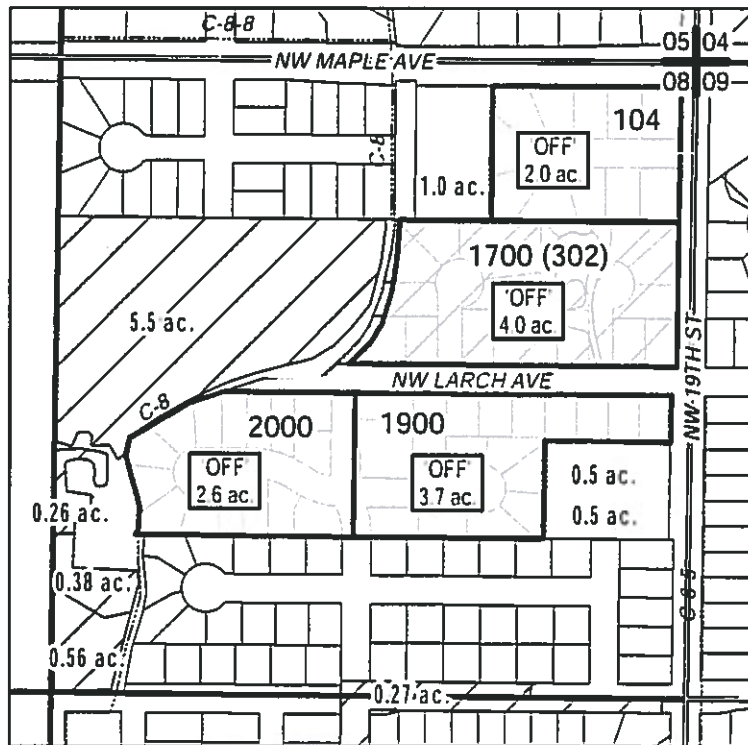 C-8-8
05 04
NW MAPLE AVE
08 09
104
'OFF'
2.0 ac.
C-8
1.0 ac.
1700 (302)
'OFF'
4.0 ac.
5.5 ac.
NW LARCH AVE
NW 19TH ST
C-8
2000
1900
'OFF'
2.6 ac.
'OFF'
3.7 ac.
0.5 ac.
0.5 ac.
0.26 ac.
0.38 ac.
0.56 ac.
0.27 ac.